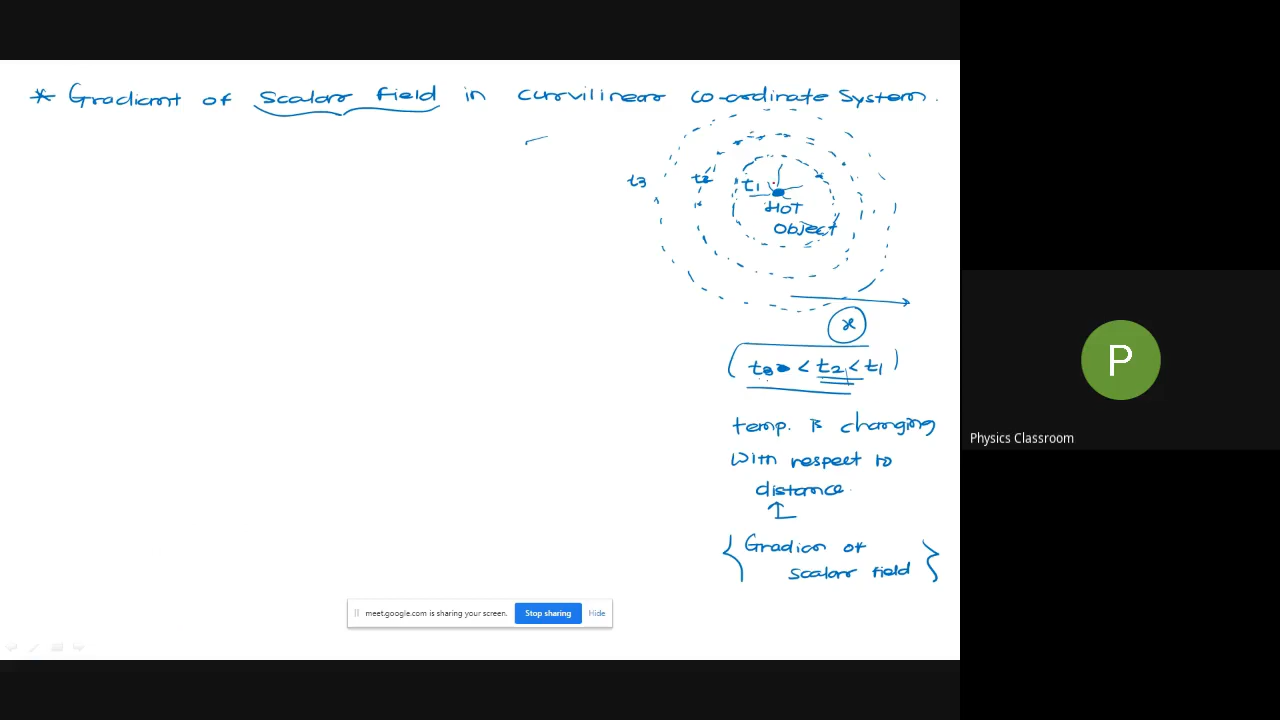 * Gradient of scalar field in curvilinear co-ordinate system.
t3 t2 t1
HOT
object
x
t3 < t2 < t1
temp. is changing
with respect to
distance.
{ Gradien of
scalar field }
Physics Classroom
P
meet.google.com is sharing your screen. Stop sharing Hide